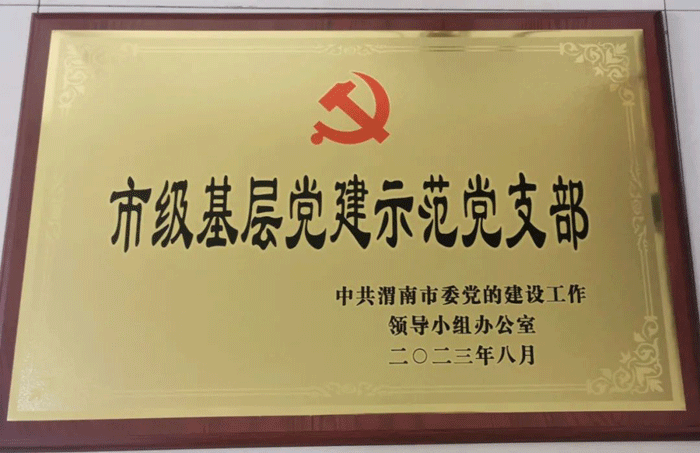 市级基层党建示范党支部
中共渭南市委党的建设工作
领导小组办公室
二〇二三年八月